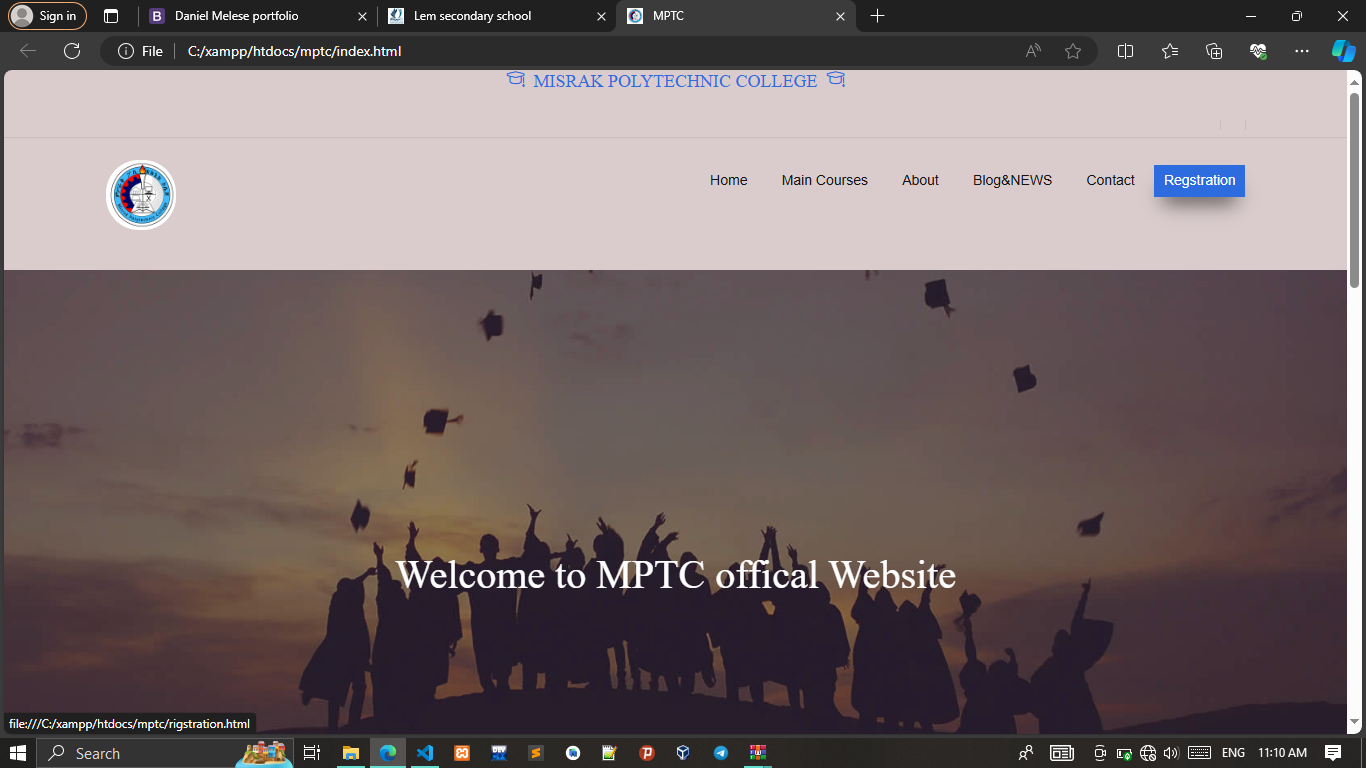 Sign in
Daniel Melese portfolio
Lem secondary school
MPTC
File
C:/xampp/htdocs/mptc/index.html
MISRAK POLYTECHNIC COLLEGE
Home
Main Courses
About
Blog&NEWS
Contact
Regstration
Welcome to MPTC offical Website
file:///C:/xampp/htdocs/mptc/rigstration.html
Search
ENG
11:10 AM